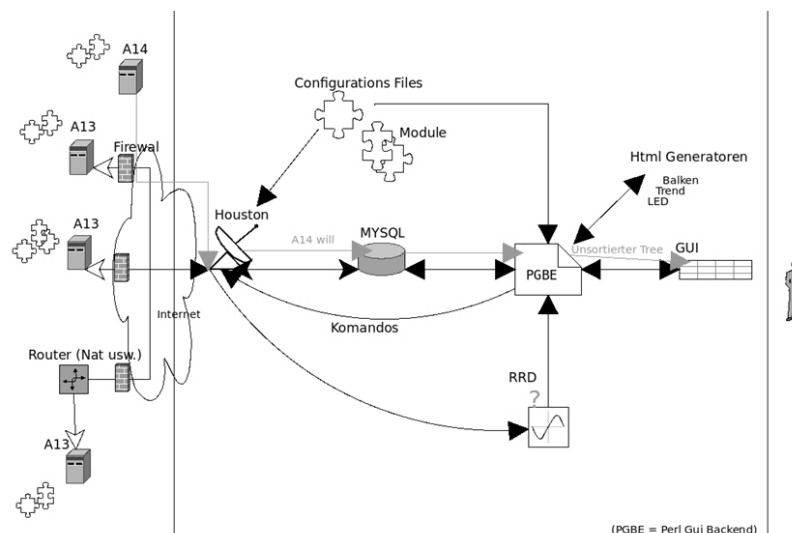 A14
Configurations Files
A13
Firewal
Module
Html Generatoren
Balken
Trend
LED
Houston
A13
A14 will
MYSQL
Unsortierter Tree
GUI
PGBE
Internet
Komandos
Router (Nat usw.)
RRD
?
A13
(PGBE = Perl Gui Backend)